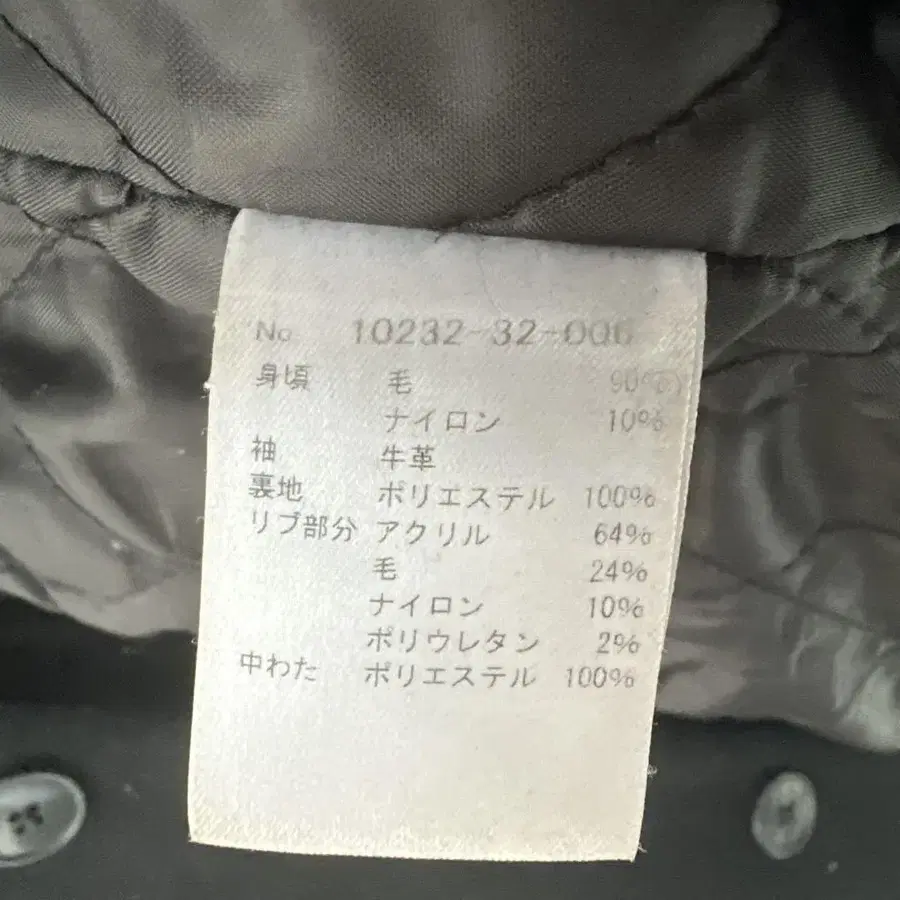 No 10232-32-006
身頃 毛 90%
ナイロン 10%
袖 牛革
裏地 ポリエステル 100%
リブ部分 アクリル 64%
毛 24%
ナイロン 10%
ポリウレタン 2%
中わた ポリエステル 100%